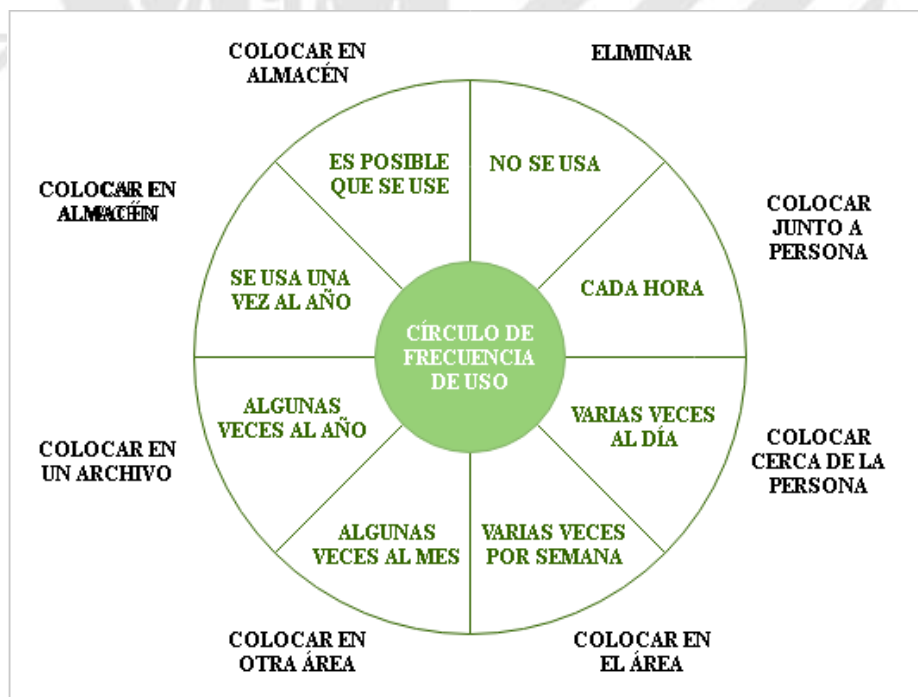 COLOCAR EN
ALMACÉN
ELIMINAR
ES POSIBLE
QUE SE USE
NO SE USA
COLOCAR EN
ALMACÉN
COLOCAR
JUNTO A
PERSONA
SE USA UNA
VEZ AL AÑO
CADA HORA
CÍRCULO DE
FRECUENCIA
DE USO
ALGUNAS
VECES AL AÑO
VARIAS VECES
AL DÍA
COLOCAR EN
UN ARCHIVO
COLOCAR
CERCA DE LA
PERSONA
ALGUNAS
VECES AL MES
VARIAS VECES
POR SEMANA
COLOCAR EN
OTRA ÁREA
COLOCAR EN
EL ÁREA